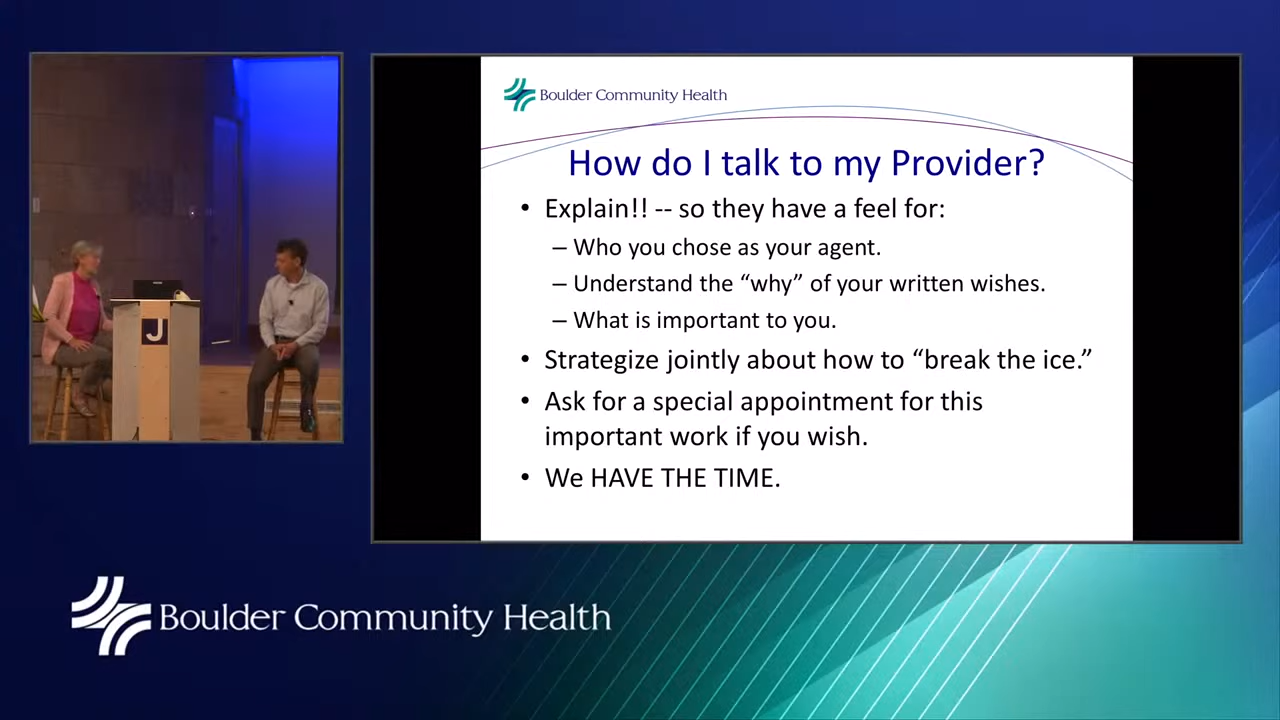 Boulder Community Health
How do I talk to my Provider?
• Explain!! -- so they have a feel for:
– Who you chose as your agent.
– Understand the “why” of your written wishes.
– What is important to you.
• Strategize jointly about how to “break the ice.”
• Ask for a special appointment for this
important work if you wish.
• We HAVE THE TIME.
J
Boulder Community Health